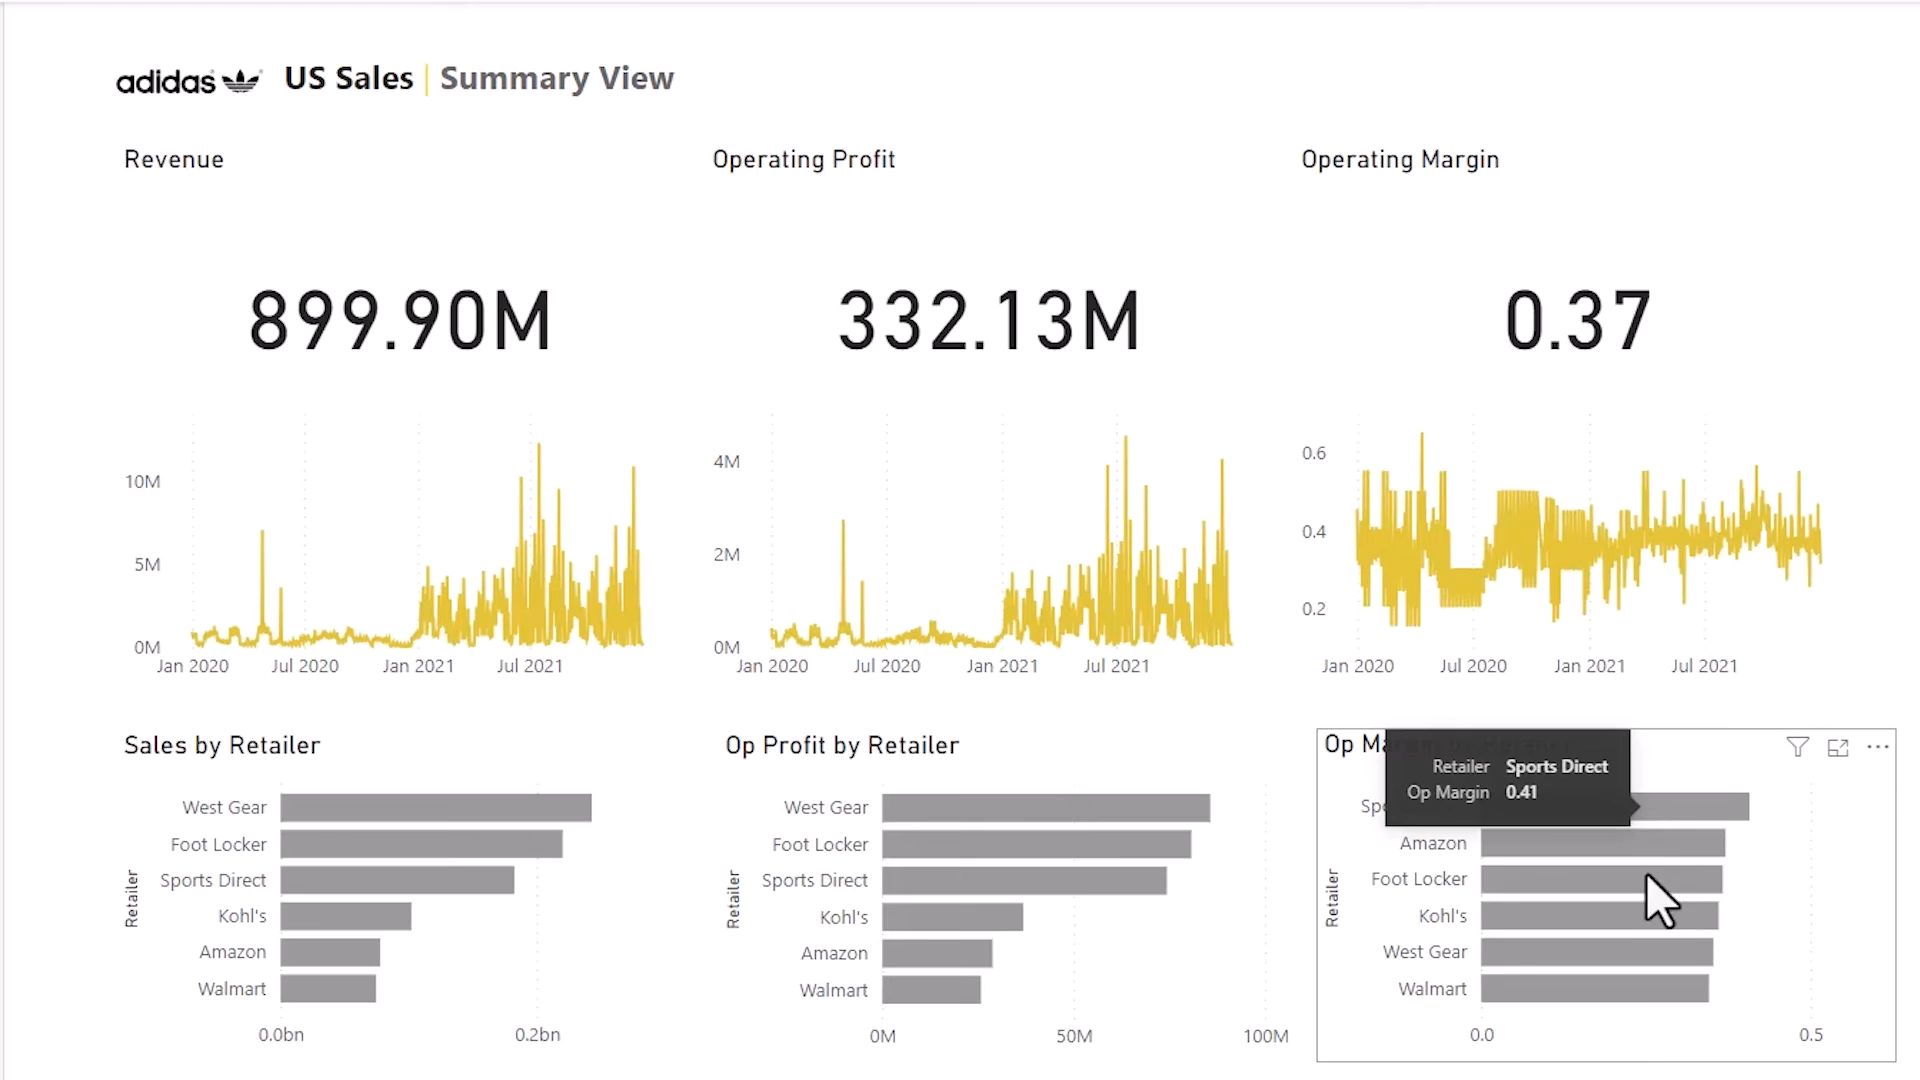 adidas US Sales | Summary View
Revenue
Operating Profit
Operating Margin
899.90M
332.13M
0.37
10M
5M
0M
Jan 2020 Jul 2020 Jan 2021 Jul 2021
4M
2M
0M
Jan 2020 Jul 2020 Jan 2021 Jul 2021
0.6
0.4
0.2
Jan 2020 Jul 2020 Jan 2021 Jul 2021
Sales by Retailer
Retailer
West Gear
Foot Locker
Sports Direct
Kohl's
Amazon
Walmart
0.0bn 0.2bn
Op Profit by Retailer
Retailer
West Gear
Foot Locker
Sports Direct
Kohl's
Amazon
Walmart
0M 50M 100M
Op
Retailer Sports Direct
Op Margin 0.41
Retailer
Amazon
Foot Locker
Kohl's
West Gear
Walmart
0.0 0.5